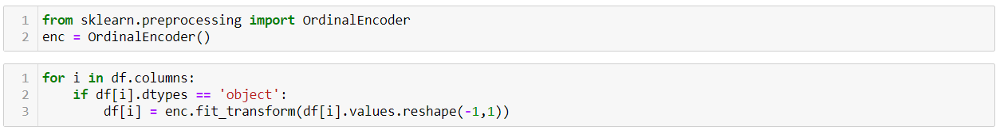 1 from sklearn.preprocessing import OrdinalEncoder
2 enc = OrdinalEncoder()
1 for i in df.columns:
2     if df[i].dtypes == 'object':
3         df[i] = enc.fit_transform(df[i].values.reshape(-1,1))